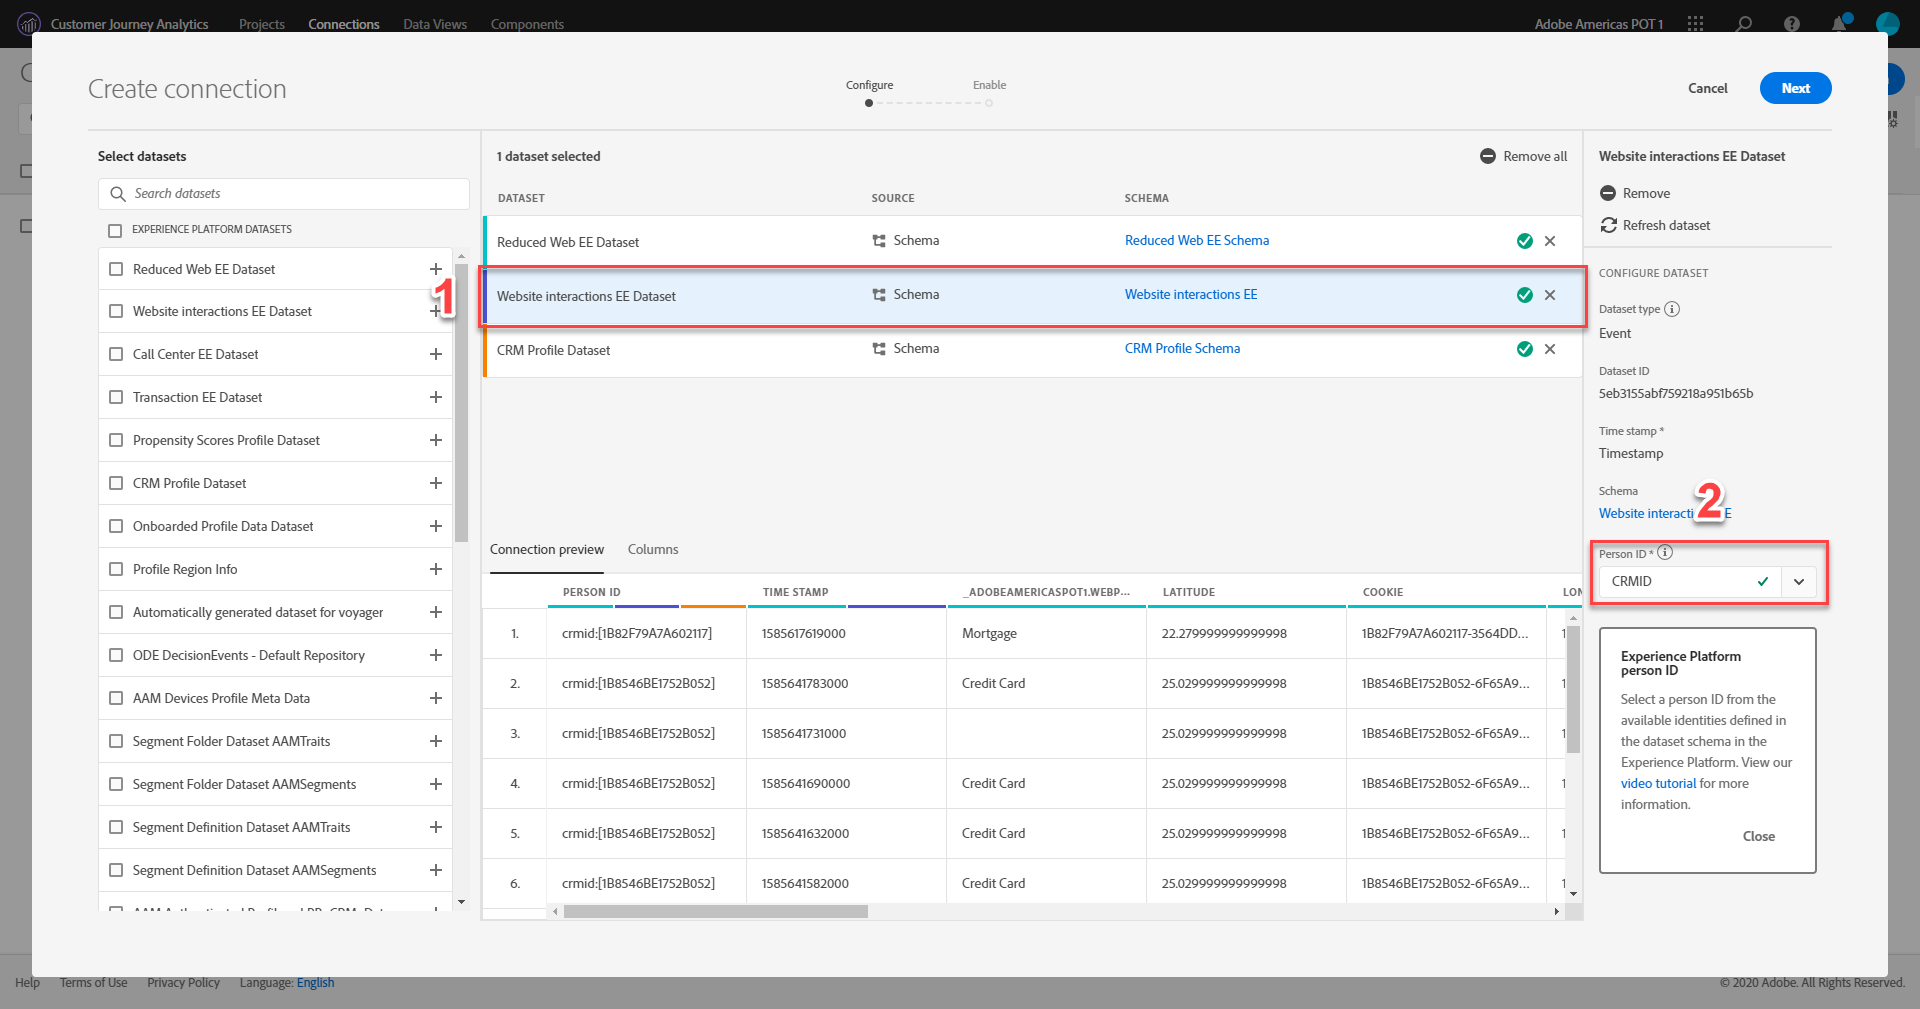 Customer Journey Analytics
Projects
Connections
Data Views
Components
Adobe Americas POT 1
Create connection
Configure
Enable
Cancel
Next
Select datasets
Search datasets
EXPERIENCE PLATFORM DATASETS
Reduced Web EE Dataset
Website interactions EE Dataset
Call Center EE Dataset
Transaction EE Dataset
Propensity Scores Profile Dataset
CRM Profile Dataset
Onboarded Profile Data Dataset
Profile Region Info
Automatically generated dataset for voyager
ODE DecisionEvents - Default Repository
AAM Devices Profile Meta Data
Segment Folder Dataset AAMTraits
Segment Folder Dataset AAMSegments
Segment Definition Dataset AAMTraits
Segment Definition Dataset AAMSegments
1
1 dataset selected
Remove all
DATASET SOURCE SCHEMA
Reduced Web EE Dataset Schema Reduced Web EE Schema
Website interactions EE Dataset Schema Website interactions EE
CRM Profile Dataset Schema CRM Profile Schema
Connection preview
Columns
PERSON ID TIME STAMP _ADOBEAMERICASPOT1.WEBP... LATITUDE COOKIE LON
1. crmid:[1B82F79A7A602117] 1585617619000 Mortgage 22.279999999999998 1B82F79A7A602117-3564DD... 1
2. crmid:[1B8546BE1752B052] 1585641783000 Credit Card 25.029999999999998 1B8546BE1752B052-6F65A9... 1
3. crmid:[1B8546BE1752B052] 1585641731000 25.029999999999998 1B8546BE1752B052-6F65A9... 1
4. crmid:[1B8546BE1752B052] 1585641690000 Credit Card 25.029999999999998 1B8546BE1752B052-6F65A9... 1
5. crmid:[1B8546BE1752B052] 1585641632000 Credit Card 25.029999999999998 1B8546BE1752B052-6F65A9... 1
6. crmid:[1B8546BE1752B052] 1585641582000 Credit Card 25.029999999999998 1B8546BE1752B052-6F65A9... 1
Website interactions EE Dataset
Remove
Refresh dataset
CONFIGURE DATASET
Dataset type
Event
Dataset ID
5eb3155abf759218a951b65b
Time stamp *
Timestamp
Schema
Website interacti E
2
Person ID *
CRMID
Experience Platform
person ID
Select a person ID from the
available identities defined in
the dataset schema in the
Experience Platform. View our
video tutorial for more
information.
Close
Help
Terms of Use
Privacy Policy
Language: English
© 2020 Adobe. All Rights Reserved.